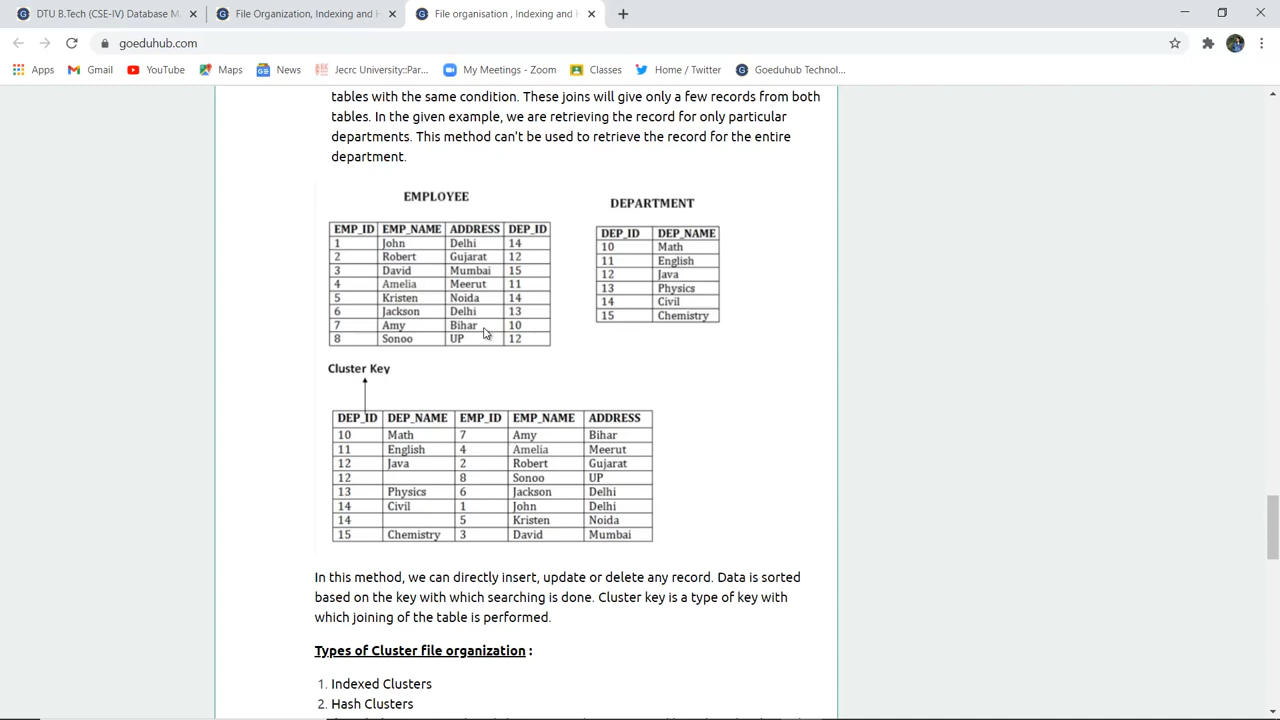 DTU B.Tech (CSE-IV) Database M
File Organization, Indexing and H
File organisation , Indexing and H
goeduhub.com
Apps Gmail YouTube Maps News Jecrc University::Par... My Meetings - Zoom Classes Home / Twitter Goeduhub Technol...
tables with the same condition. These joins will give only a few records from both
tables. In the given example, we are retrieving the record for only particular
departments. This method can't be used to retrieve the record for the entire
department.
EMPLOYEE
EMP_ID EMP_NAME ADDRESS DEP_ID
1 John Delhi 14
2 Robert Gujarat 12
3 David Mumbai 15
4 Amelia Meerut 11
5 Kristen Noida 14
6 Jackson Delhi 13
7 Amy Bihar 10
8 Sonoo UP 12
DEPARTMENT
DEP_ID DEP_NAME
10 Math
11 English
12 Java
13 Physics
14 Civil
15 Chemistry
Cluster Key
DEP_ID DEP_NAME EMP_ID EMP_NAME ADDRESS
10 Math 7 Amy Bihar
11 English 4 Amelia Meerut
12 Java 2 Robert Gujarat
12 8 Sonoo UP
13 Physics 6 Jackson Delhi
14 Civil 1 John Delhi
14 5 Kristen Noida
15 Chemistry 3 David Mumbai
In this method, we can directly insert, update or delete any record. Data is sorted
based on the key with which searching is done. Cluster key is a type of key with
which joining of the table is performed.
Types of Cluster file organization :
1. Indexed Clusters
2. Hash Clusters